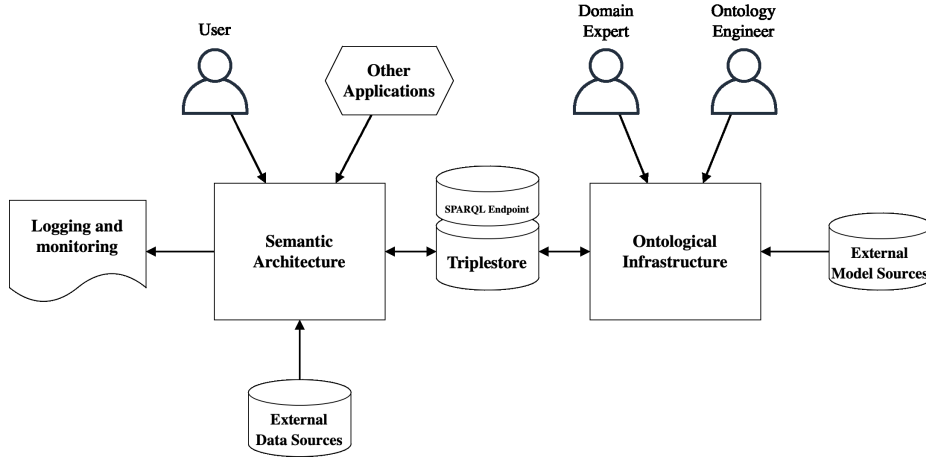 User
Other
Applications
Domain
Expert
Ontology
Engineer
Logging and
monitoring
Semantic
Architecture
SPARQL Endpoint
Triplestore
Ontological
Infrastructure
External
Model Sources
External
Data Sources